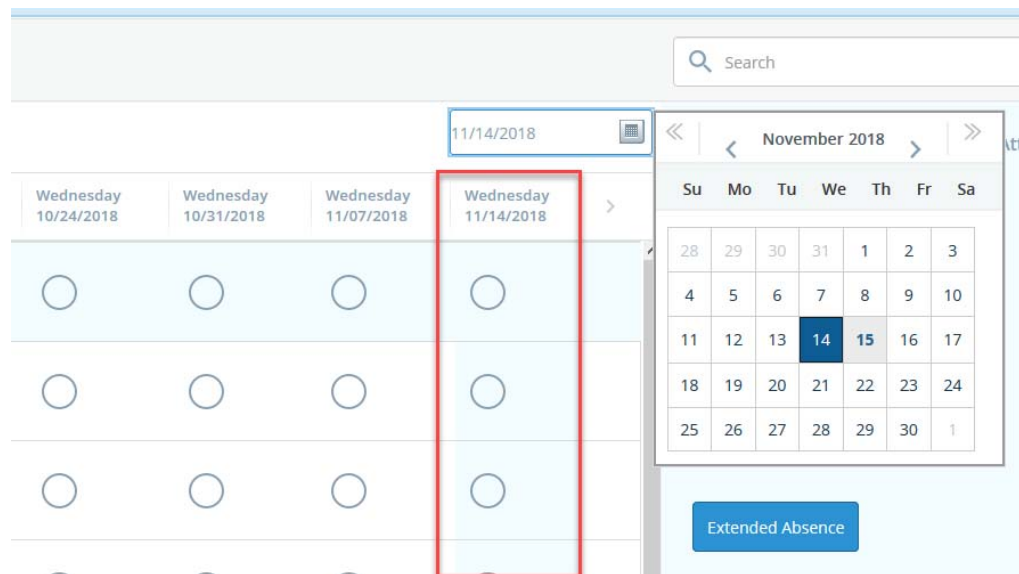 Search
11/14/2018
November 2018
Su Mo Tu We Th Fr Sa
28 29 30 31 1 2 3
4 5 6 7 8 9 10
11 12 13 14 15 16 17
18 19 20 21 22 23 24
25 26 27 28 29 30 1
Wednesday
10/24/2018
Wednesday
10/31/2018
Wednesday
11/07/2018
Wednesday
11/14/2018
Extended Absence